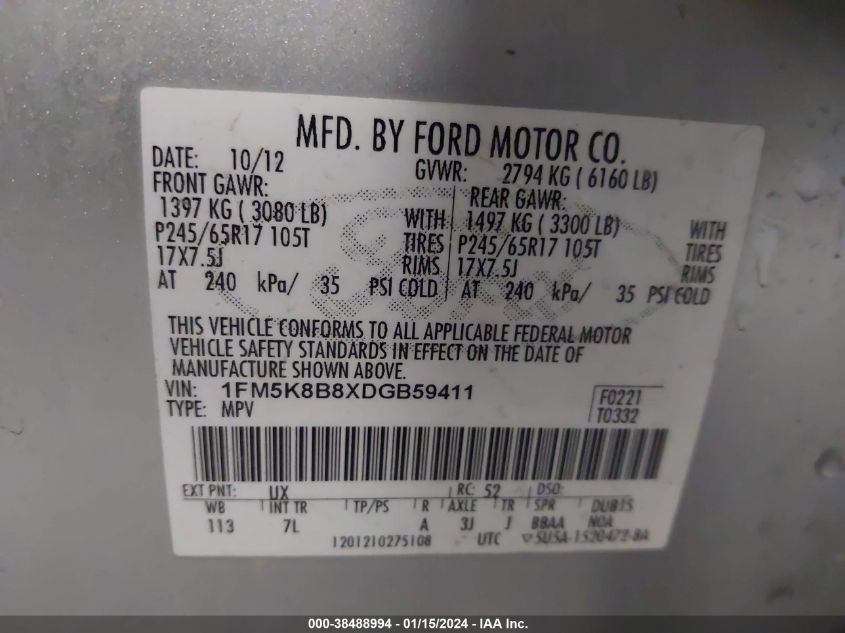 MFD. BY FORD MOTOR CO.
DATE: 10/12 GVWR: 2794 KG ( 6160 LB)
FRONT GAWR: REAR GAWR:
1397 KG ( 3080 LB) WITH 1497 KG ( 3300 LB) WITH
P245/65R17 105T TIRES P245/65R17 105T TIRES
17X7.5J RIMS 17X7.5J RIMS
AT 240 kPa/ 35 PSI COLD AT 240 kPa/ 35 PSI COLD
THIS VEHICLE CONFORMS TO ALL APPLICABLE FEDERAL MOTOR
VEHICLE SAFETY STANDARDS IN EFFECT ON THE DATE OF
MANUFACTURE SHOWN ABOVE.
VIN: 1FM5K8B8XDGB59411 F0221
TYPE: MPV T0332
EXT PNT: UX RC: 52 DSO:
WB INT TR TP/PS R AXLE TR SPR
113 7L A 3J J BBAA
1201210275108 UTC
000-38488994 - 01/15/2024 - IAA Inc.